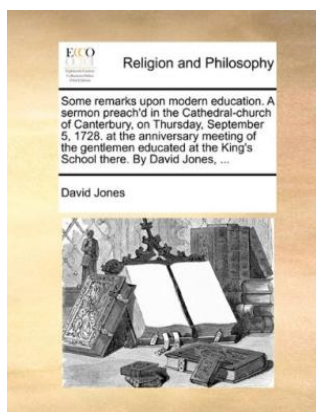 ECCO
Religion and Philosophy
Some remarks upon modern education. A
sermon preach'd in the Cathedral-church
of Canterbury, on Thursday, September
5, 1728. at the anniversary meeting of
the gentlemen educated at the King's
School there. By David Jones, ...
David Jones